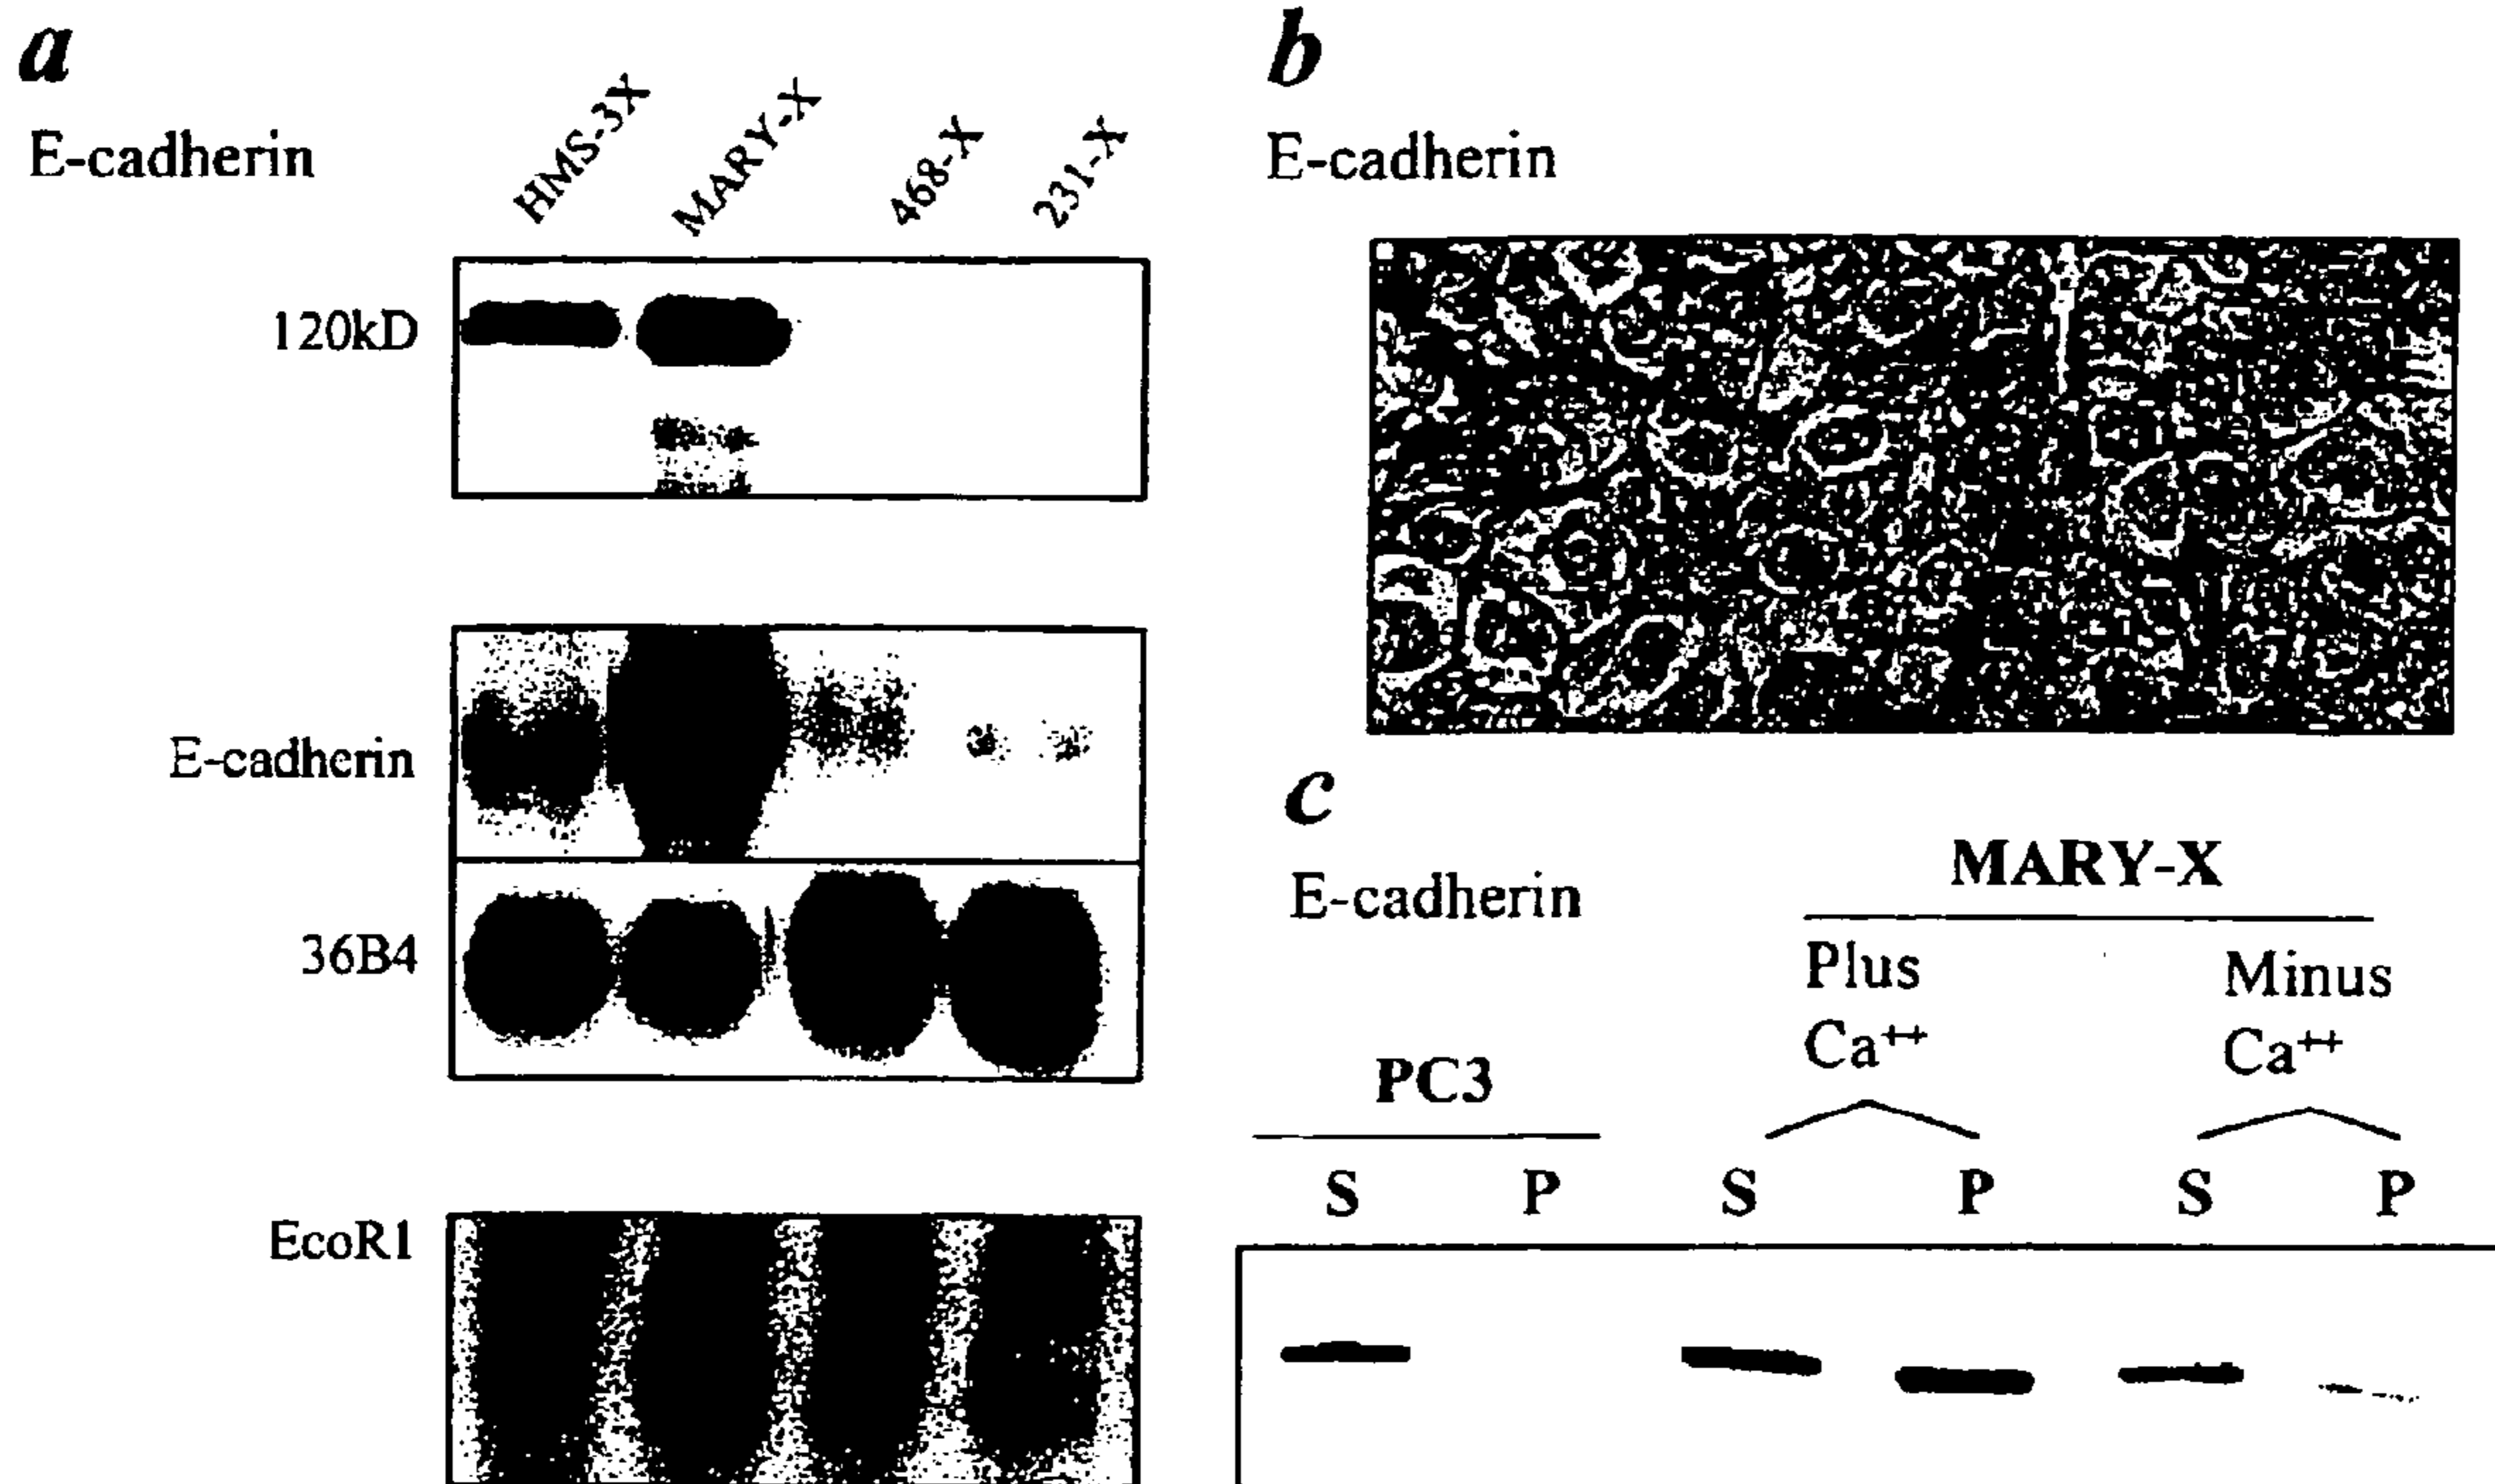 a
E-cadherin
HMS-3X
MARY-X
468-X
231-X
120kD
E-cadherin
36B4
EcoR1
b
E-cadherin
c
E-cadherin
MARY-X
Plus
Ca++
Minus
Ca++
PC3
S P S P S P